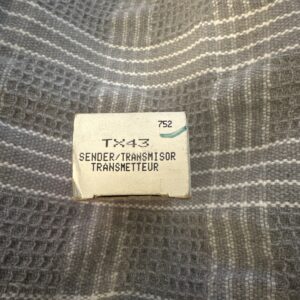 752
TX43
SENDER/TRANSMISOR
TRANSMETTEUR